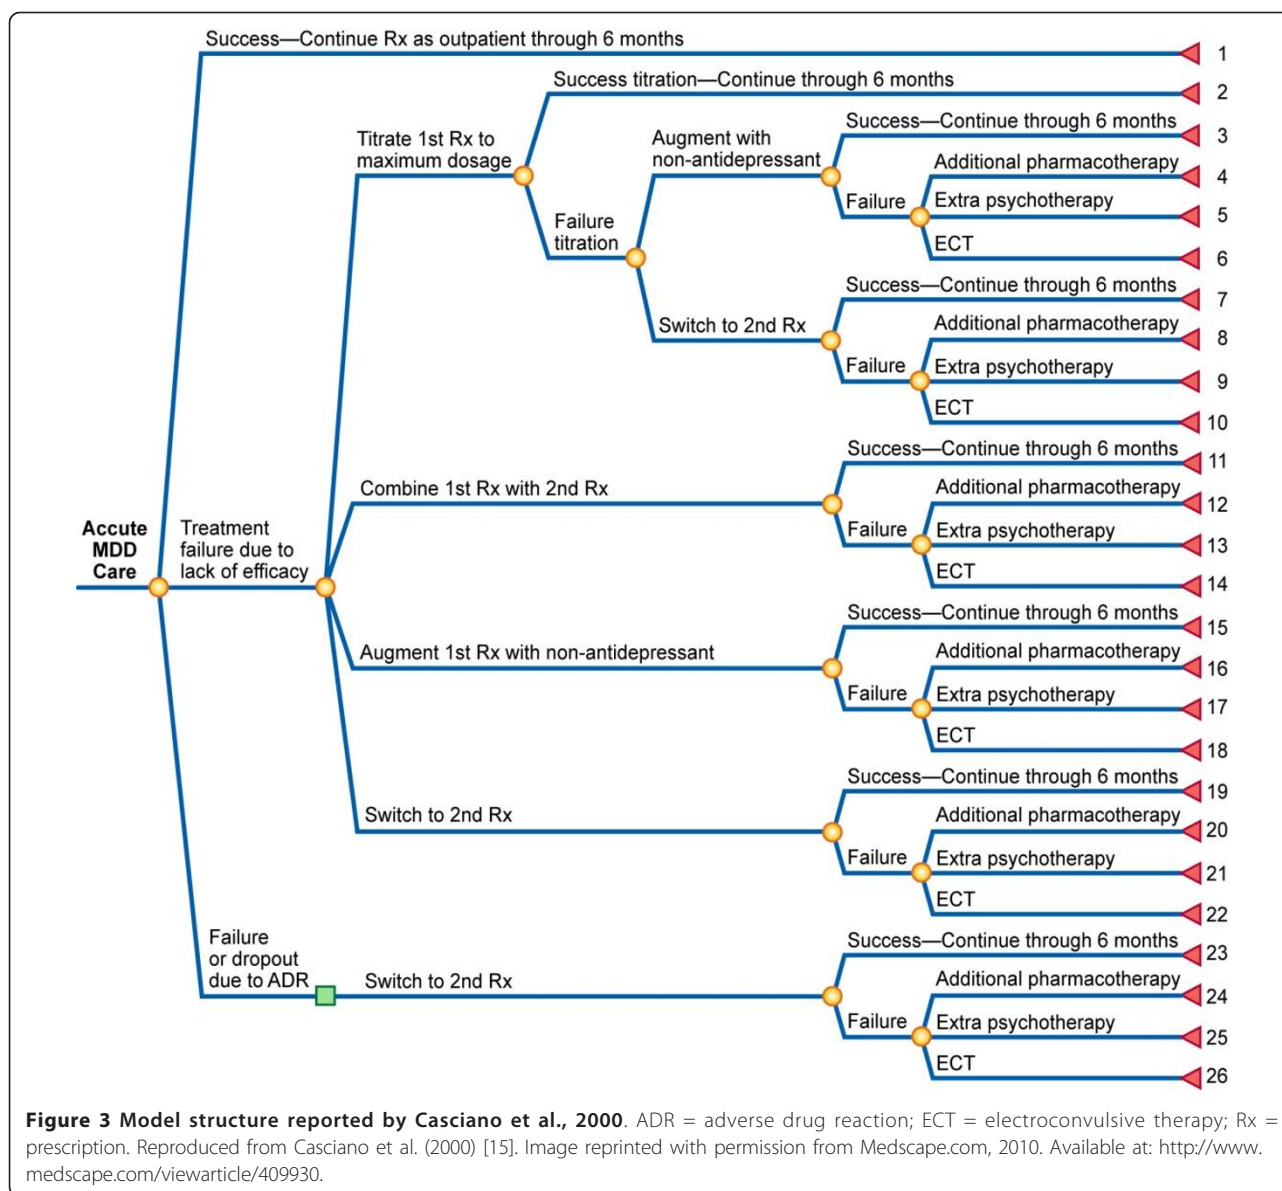 Success—Continue Rx as outpatient through 6 months
1
Success titration—Continue through 6 months
2
Titrate 1st Rx to
maximum dosage
Augment with
non-antidepressant
Success—Continue through 6 months
3
Additional pharmacotherapy
4
Failure
Extra psychotherapy
5
ECT
6
Failure
titration
Success—Continue through 6 months
7
Switch to 2nd Rx
Additional pharmacotherapy
8
Failure
Extra psychotherapy
9
ECT
10
Success—Continue through 6 months
11
Combine 1st Rx with 2nd Rx
Additional pharmacotherapy
12
Failure
Extra psychotherapy
13
ECT
14
Accute
MDD
Care
Treatment
failure due to
lack of efficacy
Success—Continue through 6 months
15
Augment 1st Rx with non-antidepressant
Additional pharmacotherapy
16
Failure
Extra psychotherapy
17
ECT
18
Success—Continue through 6 months
19
Switch to 2nd Rx
Additional pharmacotherapy
20
Failure
Extra psychotherapy
21
ECT
22
Failure
or dropout
due to ADR
Switch to 2nd Rx
Success—Continue through 6 months
23
Additional pharmacotherapy
24
Failure
Extra psychotherapy
25
ECT
26
Figure 3 Model structure reported by Casciano et al., 2000. ADR = adverse drug reaction; ECT = electroconvulsive therapy; Rx =
prescription. Reproduced from Casciano et al. (2000) [15]. Image reprinted with permission from Medscape.com, 2010. Available at: http://www.
medscape.com/viewarticle/409930.